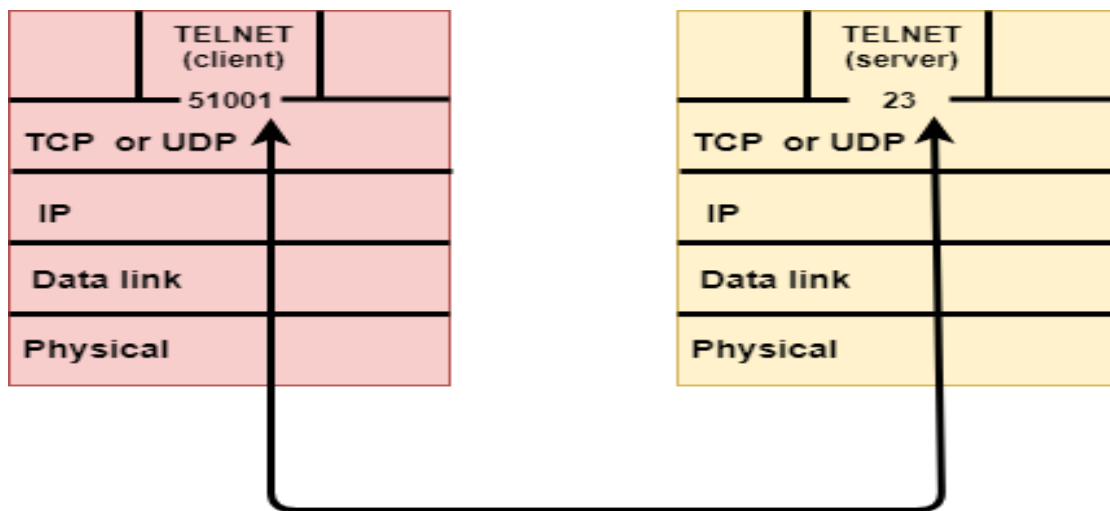 TELNET
(client)
51001
TCP or UDP
IP
Data link
Physical
TELNET
(server)
23
TCP or UDP
IP
Data link
Physical